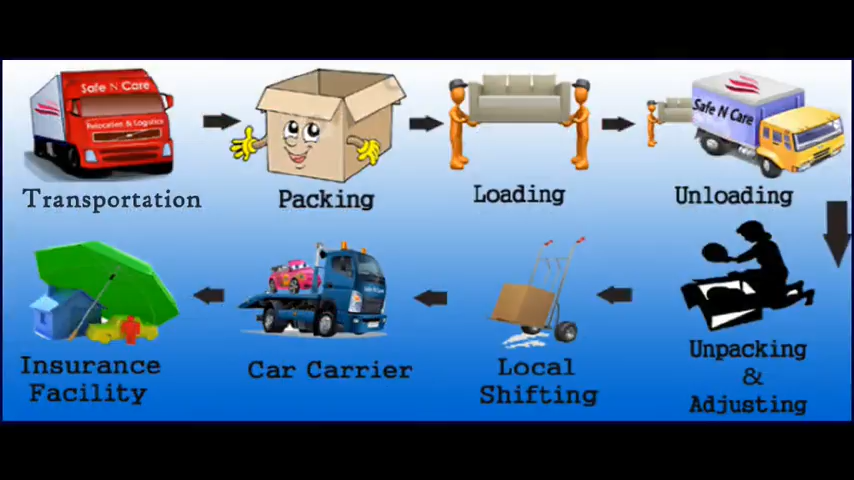 Safe N Care
Relocation & Logistics
Safe N Care
Transportation
Packing
Loading
Unloading
Insurance
Facility
Car Carrier
Local
Shifting
Unpacking
&
Adjusting